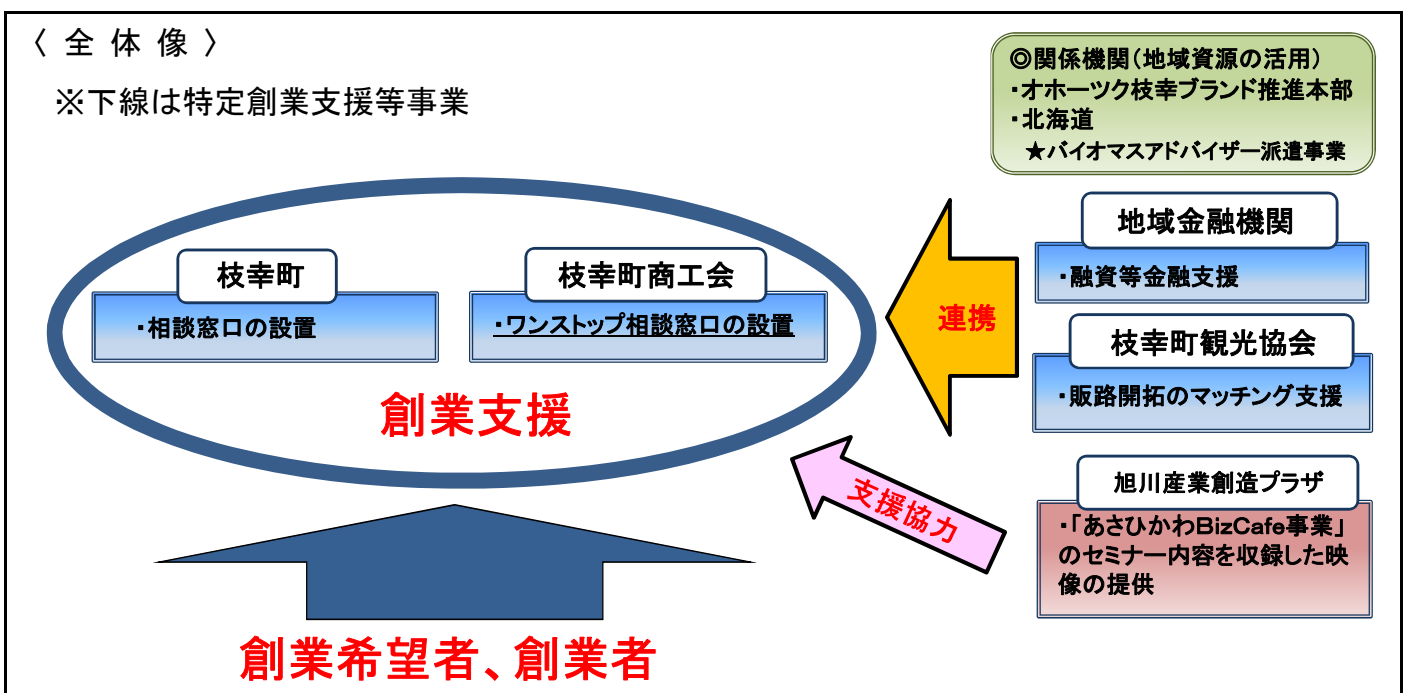 〈 全 体 像 〉
※下線は特定創業支援等事業
◎関係機関（地域資源の活用）
・オホーツク枝幸ブランド推進本部
・北海道
★バイオマスアドバイザー派遣事業
枝幸町
・相談窓口の設置
枝幸町商工会
・ワンストップ相談窓口の設置
創業支援
連携
地域金融機関
・融資等金融支援
枝幸町観光協会
・販路開拓のマッチング支援
支援協力
旭川産業創造プラザ
・「あさひかわBizCafe事業」
のセミナー内容を収録した映
像の提供
創業希望者、創業者